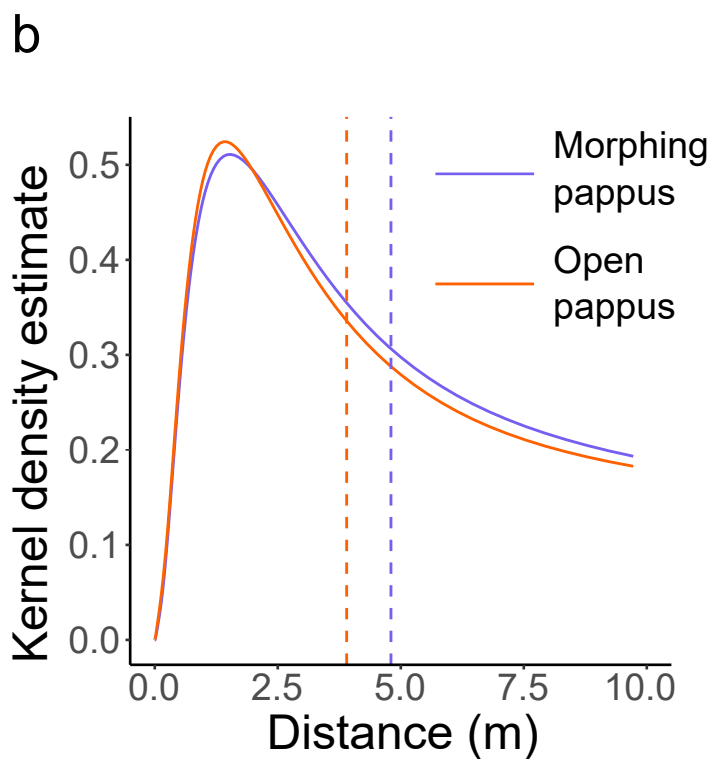 b
Kernel density estimate
0.5
0.4
0.3
0.2
0.1
0.0
Morphing
pappus
Open
pappus
0.0 2.5 5.0 7.5 10.0
Distance (m)